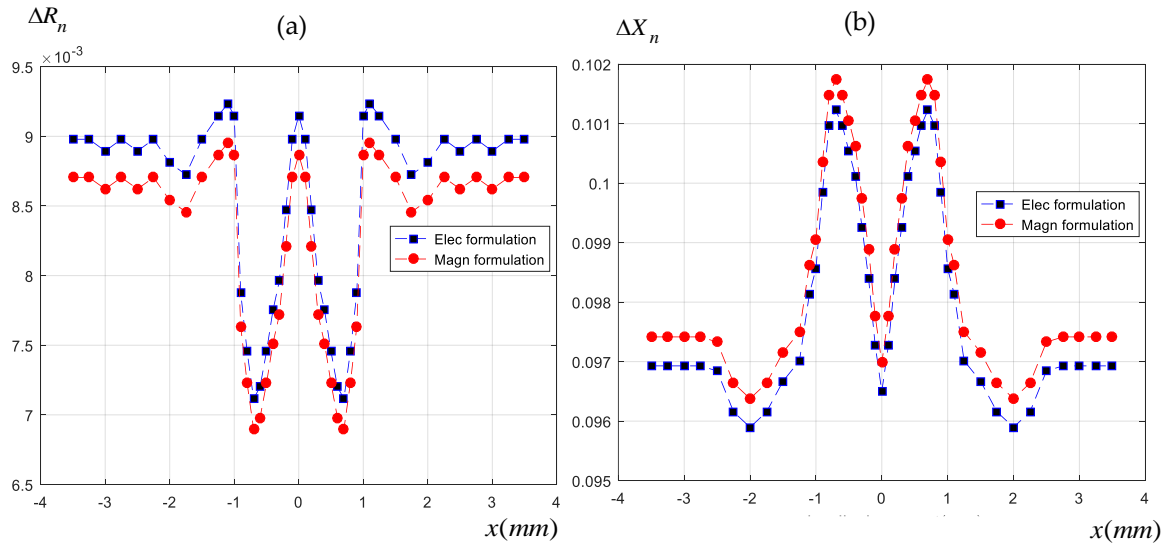 ΔR_n
(a)
×10^-3
9.5
9
8.5
8
7.5
7
6.5
-4 -3 -2 -1 0 1 2 3 4
x(mm)
Elec formulation
Magn formulation
ΔX_n
(b)
0.102
0.101
0.1
0.099
0.098
0.097
0.096
0.095
-4 -3 -2 -1 0 1 2 3 4
x(mm)
Elec formulation
Magn formulation